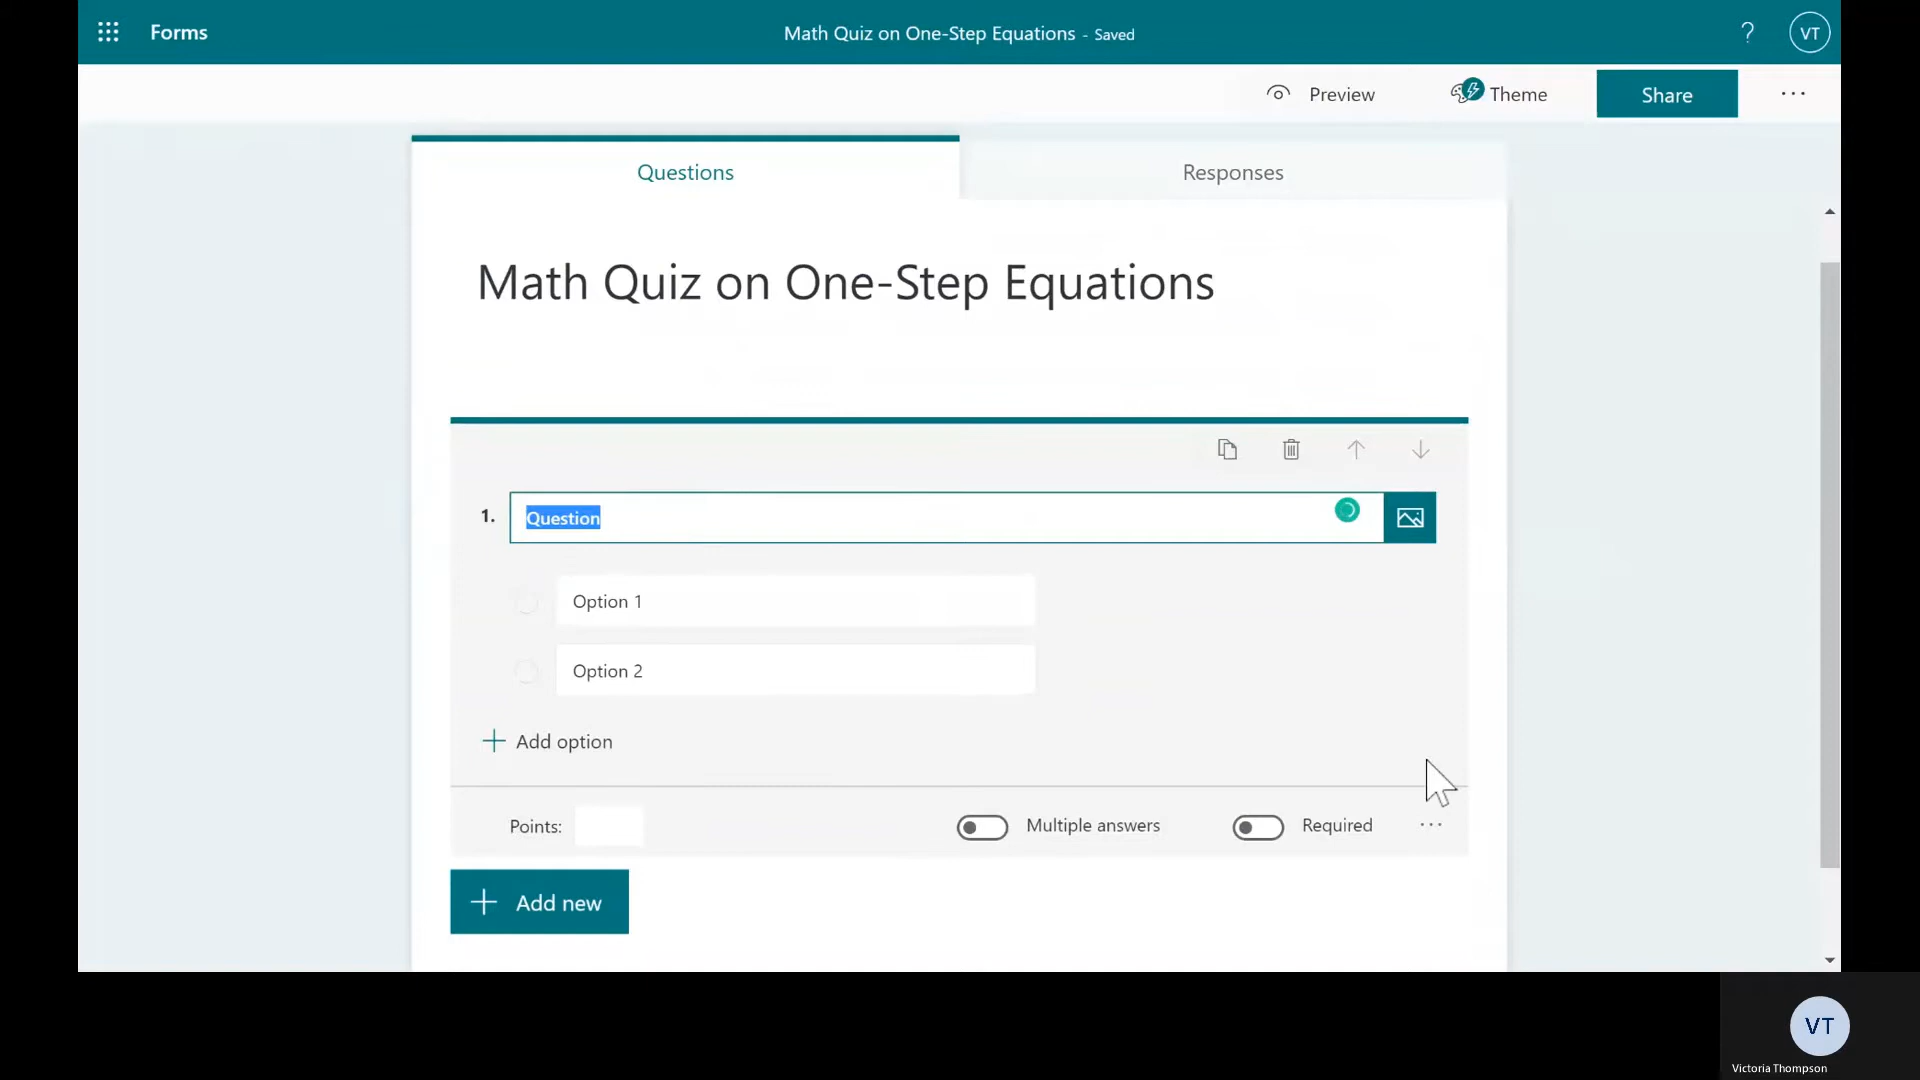 Forms
Math Quiz on One-Step Equations - Saved
?
VT
Preview
Theme
Share
...
Questions
Responses
Math Quiz on One-Step Equations
1.
Question
Option 1
Option 2
+ Add option
Points:
Multiple answers
Required
...
+ Add new
VT
Victoria Thompson